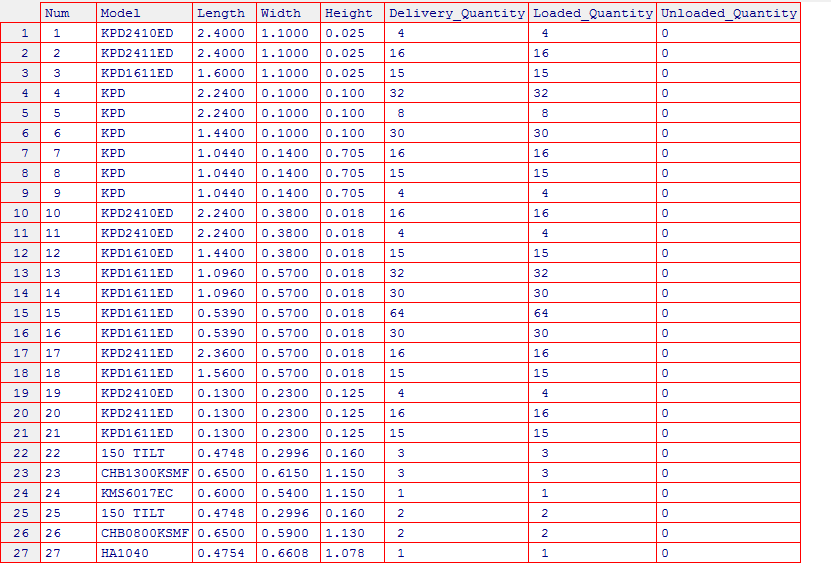 Num Model Length Width Height Delivery_Quantity Loaded_Quantity Unloaded_Quantity
1 1 KPD2410ED 2.4000 1.1000 0.025 4 4 0
2 2 KPD2411ED 2.4000 1.1000 0.025 16 16 0
3 3 KPD1611ED 1.6000 1.1000 0.025 15 15 0
4 4 KPD 2.2400 0.1000 0.100 32 32 0
5 5 KPD 2.2400 0.1000 0.100 8 8 0
6 6 KPD 1.4400 0.1000 0.100 30 30 0
7 7 KPD 1.0440 0.1400 0.705 16 16 0
8 8 KPD 1.0440 0.1400 0.705 15 15 0
9 9 KPD 1.0440 0.1400 0.705 4 4 0
10 10 KPD2410ED 2.2400 0.3800 0.018 16 16 0
11 11 KPD2410ED 2.2400 0.3800 0.018 4 4 0
12 12 KPD1610ED 1.4400 0.3800 0.018 15 15 0
13 13 KPD1611ED 1.0960 0.5700 0.018 32 32 0
14 14 KPD1611ED 1.0960 0.5700 0.018 30 30 0
15 15 KPD1611ED 0.5390 0.5700 0.018 64 64 0
16 16 KPD1611ED 0.5390 0.5700 0.018 30 30 0
17 17 KPD2411ED 2.3600 0.5700 0.018 16 16 0
18 18 KPD1611ED 1.5600 0.5700 0.018 15 15 0
19 19 KPD2410ED 0.1300 0.2300 0.125 4 4 0
20 20 KPD2411ED 0.1300 0.2300 0.125 16 16 0
21 21 KPD1611ED 0.1300 0.2300 0.125 15 15 0
22 22 150 TILT 0.4748 0.2996 0.160 3 3 0
23 23 CHB1300KSMF 0.6500 0.6150 1.150 3 3 0
24 24 KMS6017EC 0.6000 0.5400 1.150 1 1 0
25 25 150 TILT 0.4748 0.2996 0.160 2 2 0
26 26 CHB0800KSMF 0.6500 0.5900 1.130 2 2 0
27 27 HA1040 0.4754 0.6608 1.078 1 1 0